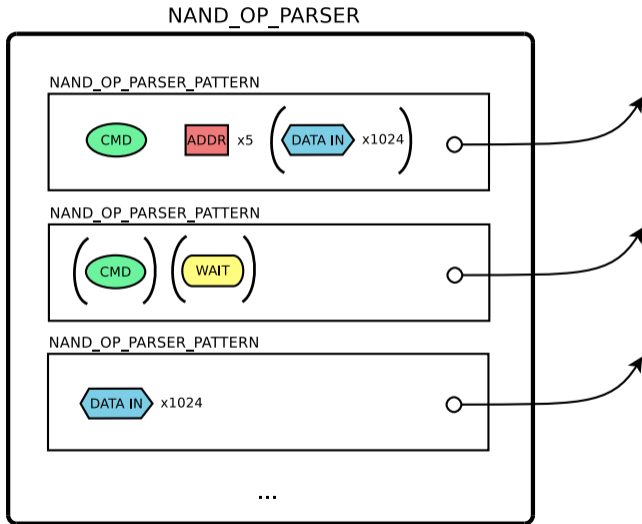 NAND_OP_PARSER
NAND_OP_PARSER_PATTERN
CMD ADDR x5 ( DATA IN x1024 )
NAND_OP_PARSER_PATTERN
( CMD ) ( WAIT )
NAND_OP_PARSER_PATTERN
DATA IN x1024
...